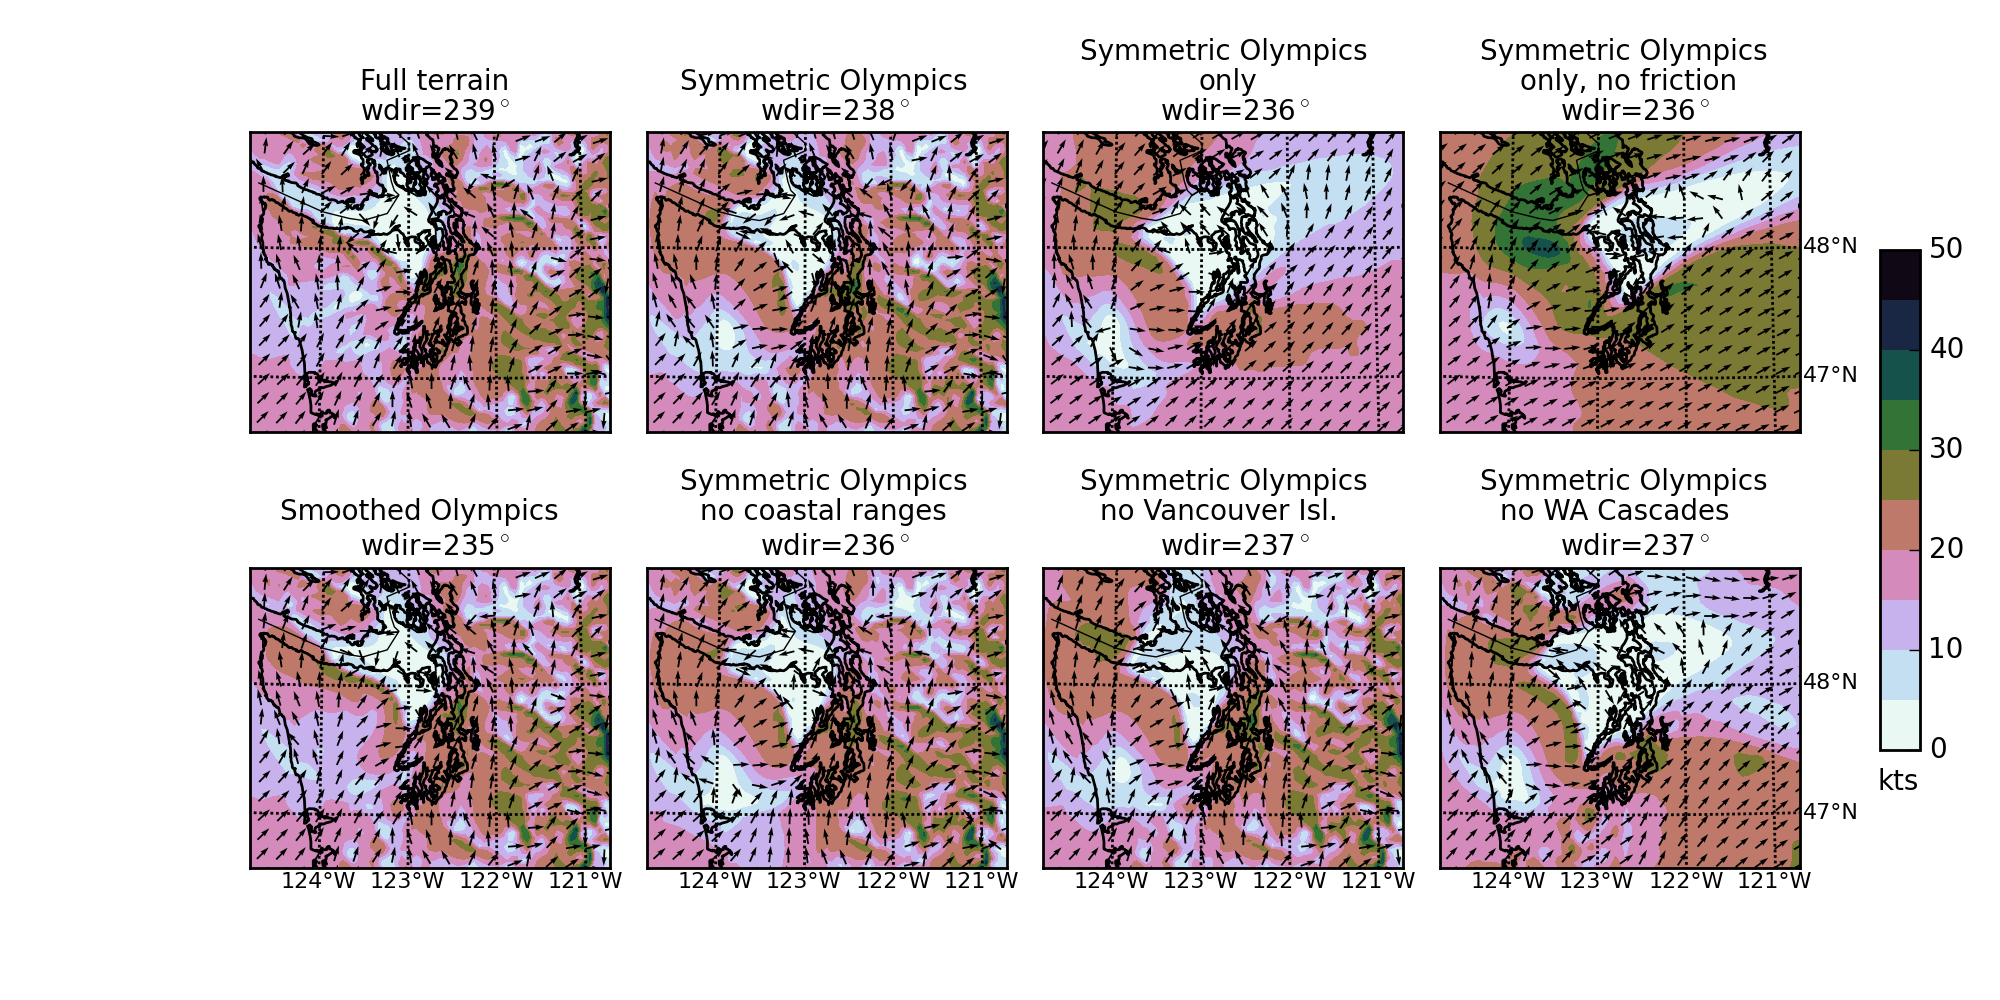 Full terrain
wdir=239°
Symmetric Olympics
wdir=238°
Symmetric Olympics
only
wdir=236°
Symmetric Olympics
only, no friction
wdir=236°
48°N
47°N
Smoothed Olympics
wdir=235°
Symmetric Olympics
no coastal ranges
wdir=236°
Symmetric Olympics
no Vancouver Isl.
wdir=237°
Symmetric Olympics
no WA Cascades
wdir=237°
48°N
47°N
124°W 123°W 122°W 121°W
124°W 123°W 122°W 121°W
124°W 123°W 122°W 121°W
124°W 123°W 122°W 121°W
50
40
30
20
10
0
kts